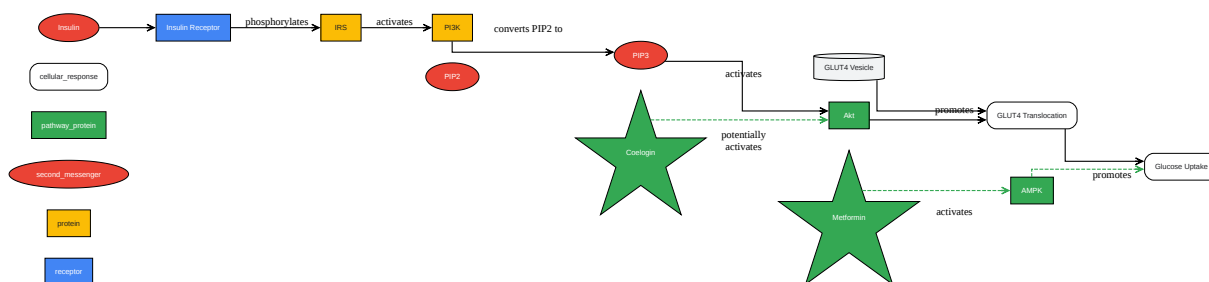 Insulin
Insulin Receptor
phosphorylates
IRS
activates
PI3K
converts PIP2 to
PIP3
PIP2
activates
GLUT4 Vesicle
cellular_response
pathway_protein
Akt
promotes
GLUT4 Translocation
potentially
activates
Coelogin
second_messenger
Glucose Uptake
promotes
AMPK
activates
Metformin
protein
receptor